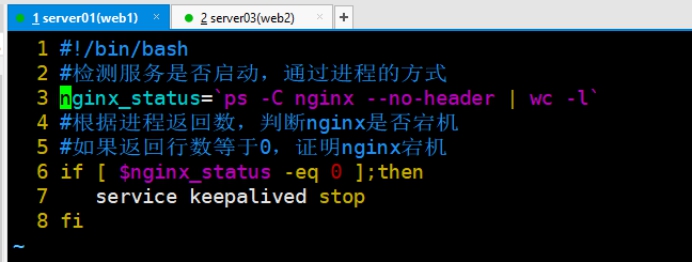 1 server01(web1) × 2 server03(web2) × +
1 #!/bin/bash
2 #检测服务是否启动，通过进程的方式
3 nginx_status=`ps -C nginx --no-header | wc -l`
4 #根据进程返回数，判断nginx是否宕机
5 #如果返回行数等于0，证明nginx宕机
6 if [ $nginx_status -eq 0 ];then
7    service keepalived stop
8 fi
~